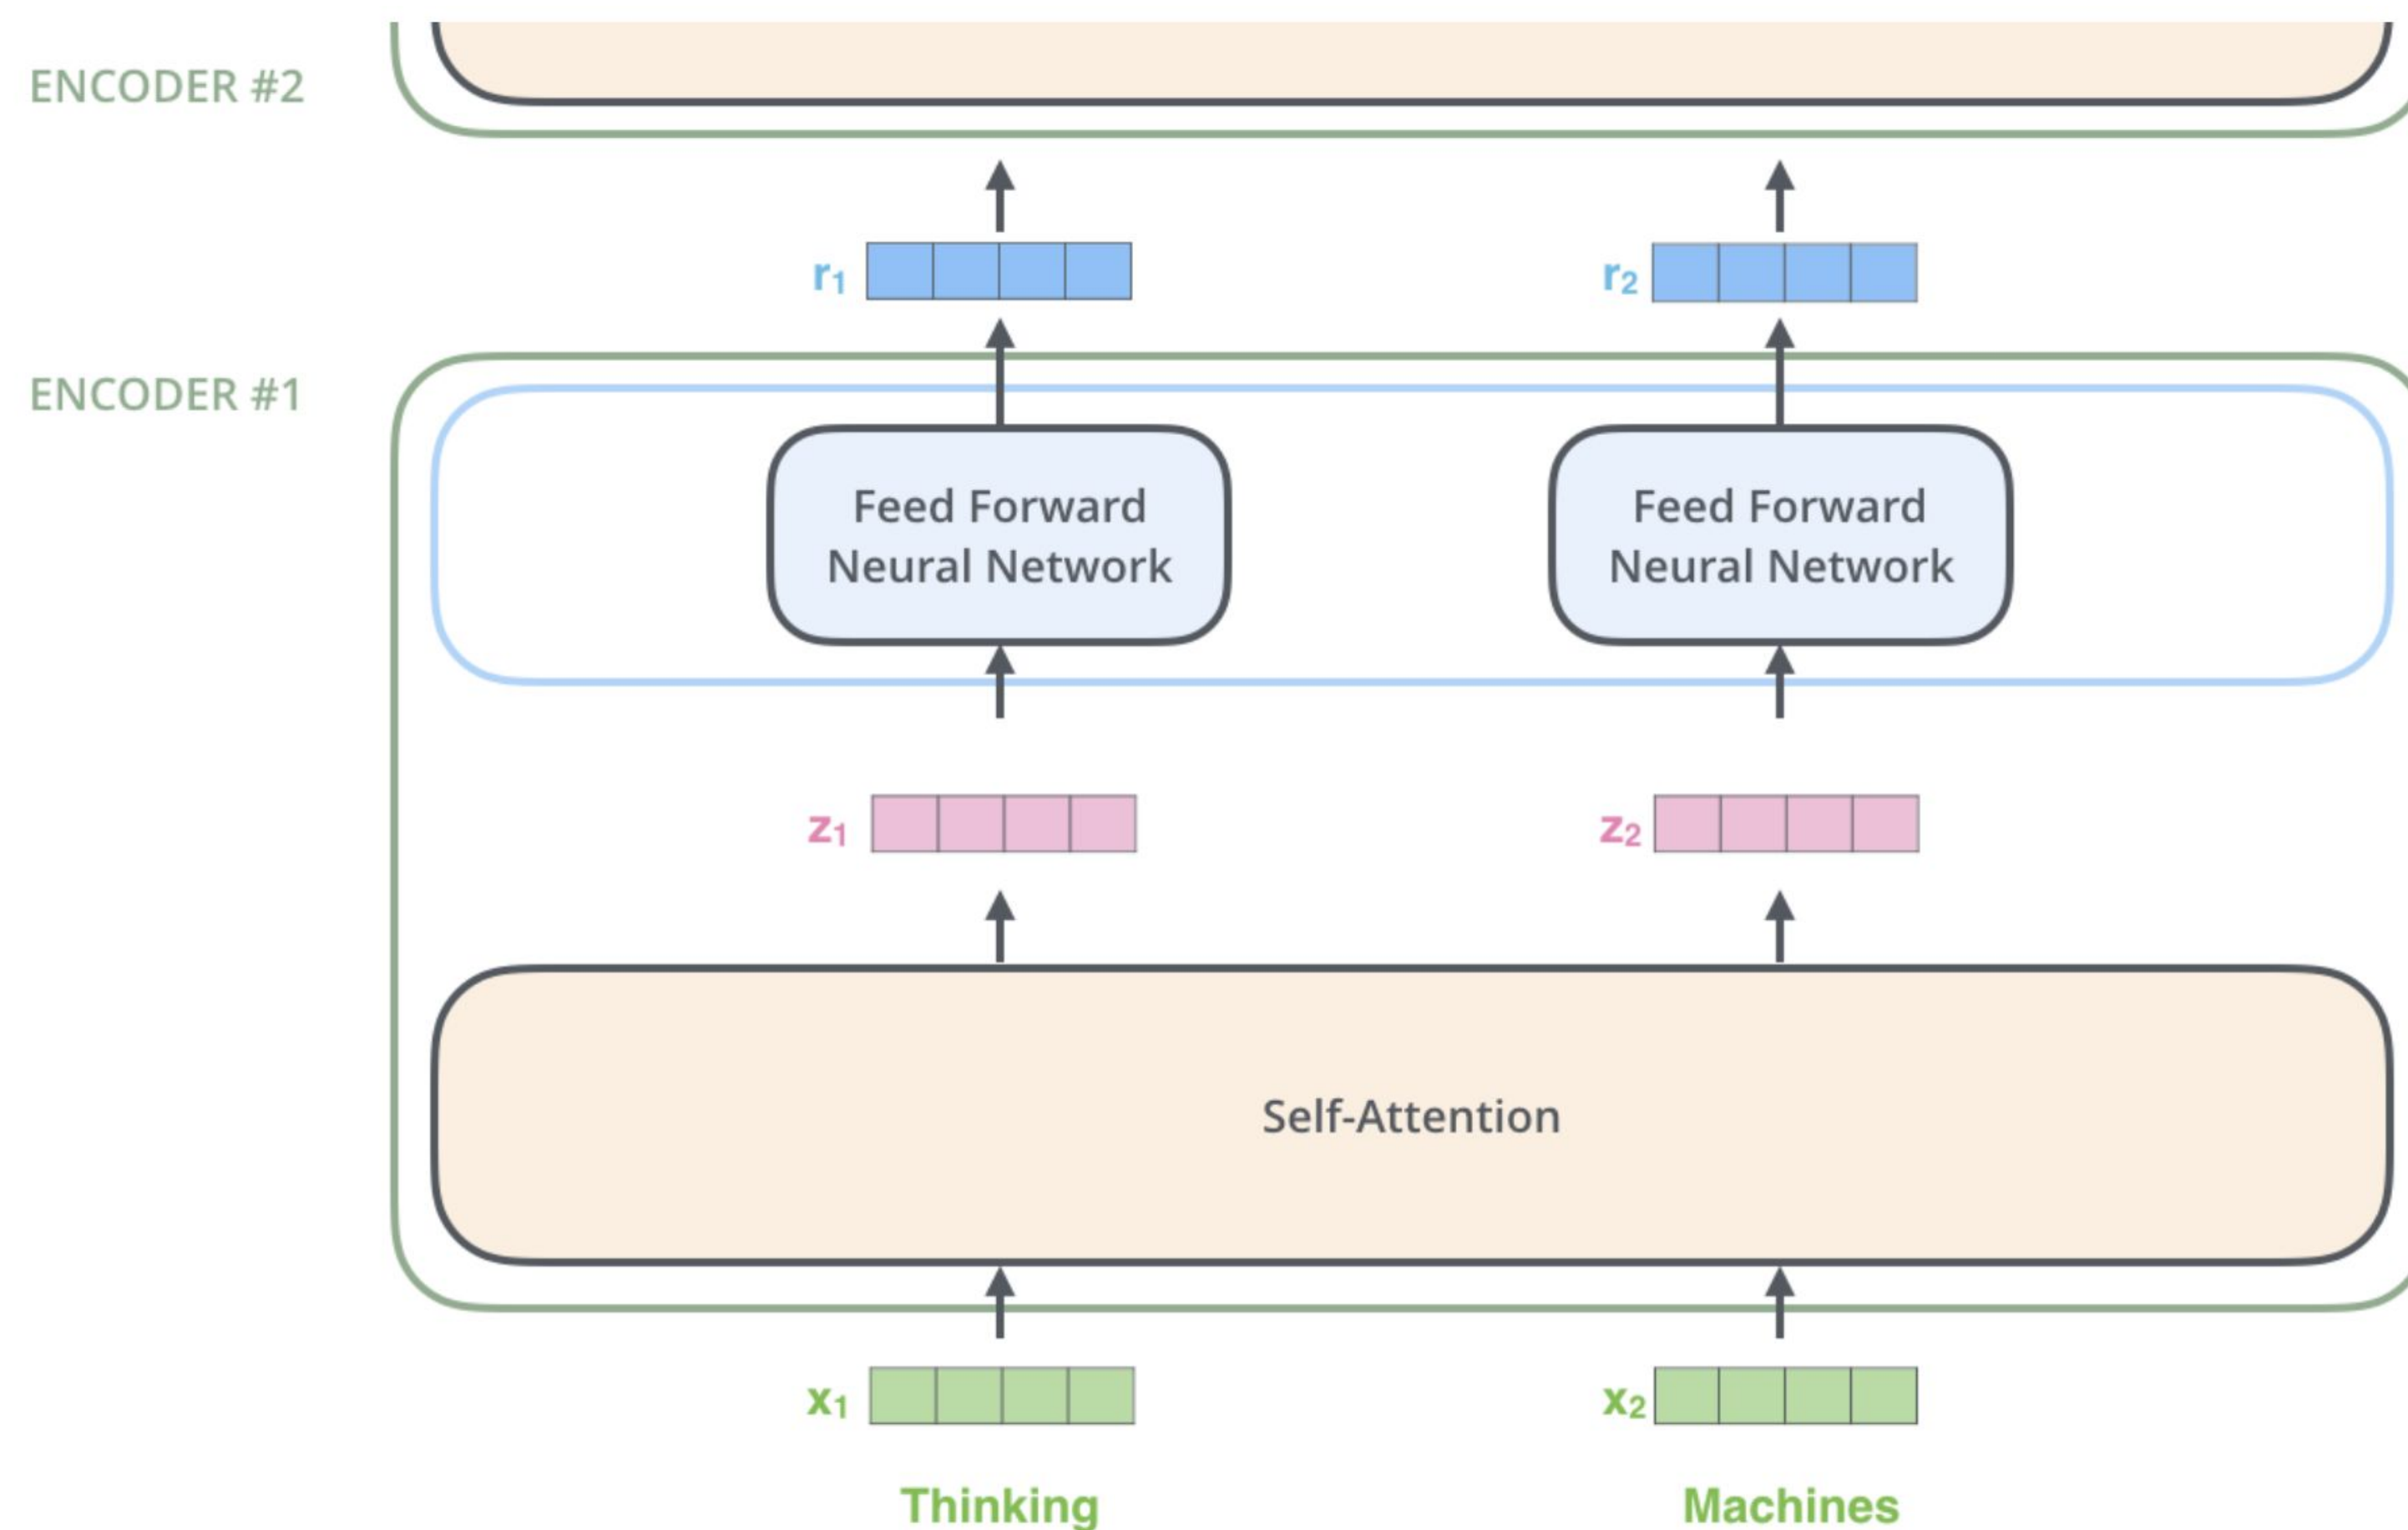 ENCODER #2
r₁
r₂
ENCODER #1
Feed Forward
Neural Network
Feed Forward
Neural Network
z₁
z₂
Self-Attention
x₁
x₂
Thinking
Machines